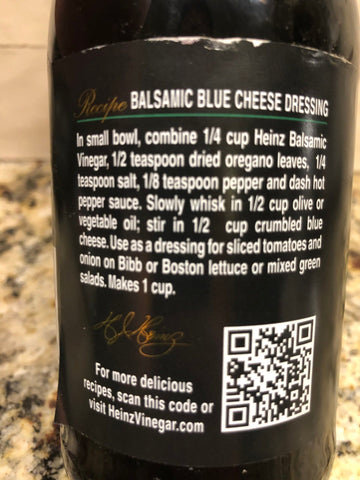 Recipe BALSAMIC BLUE CHEESE DRESSING
In small bowl, combine 1/4 cup Heinz Balsamic
Vinegar, 1/2 teaspoon dried oregano leaves, 1/4
teaspoon salt, 1/8 teaspoon pepper and dash hot
pepper sauce. Slowly whisk in 1/2 cup olive or
vegetable oil; stir in 1/2 cup crumbled blue
cheese. Use as a dressing for sliced tomatoes and
onion on Bibb or Boston lettuce or mixed green
salads. Makes 1 cup.
H J Heinz
For more delicious
recipes, scan this code or
visit HeinzVinegar.com